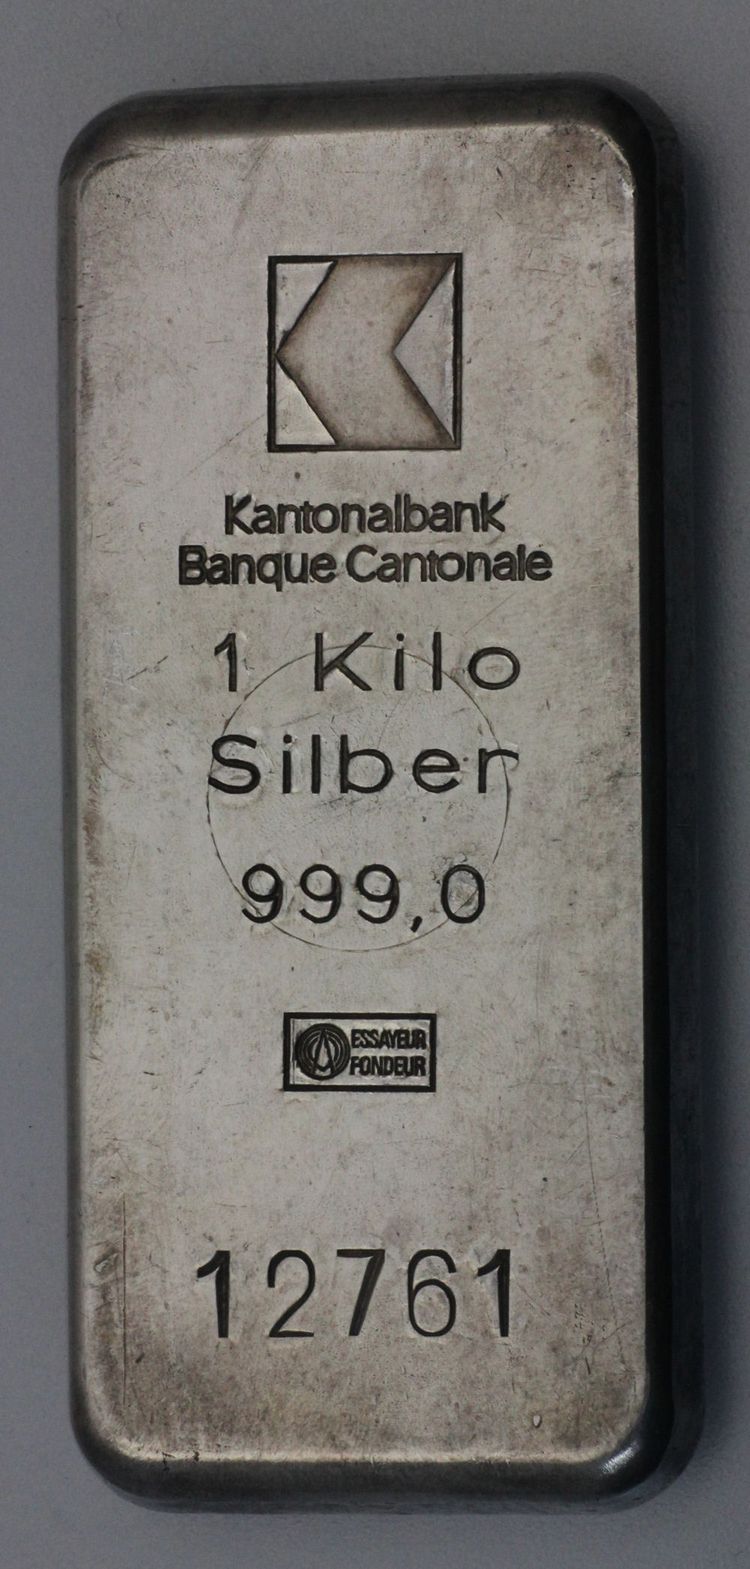 Kantonalbank
Banque Cantonale
1 Kilo
Silber
999,0
ESSAYEUR
FONDEUR
12761